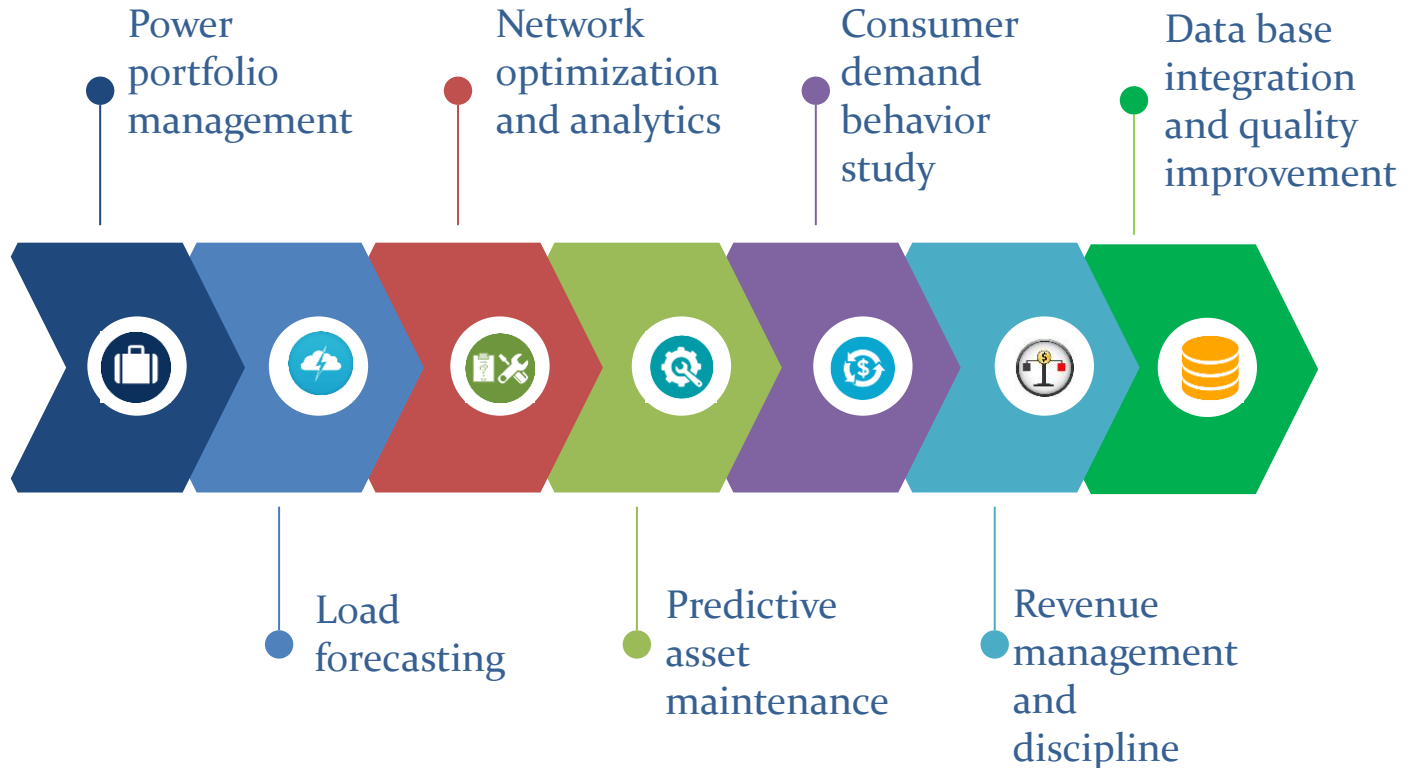 Power
portfolio
management
Network
optimization
and analytics
Consumer
demand
behavior
study
Data base
integration
and quality
improvement
Load
forecasting
Predictive
asset
maintenance
Revenue
management
and
discipline